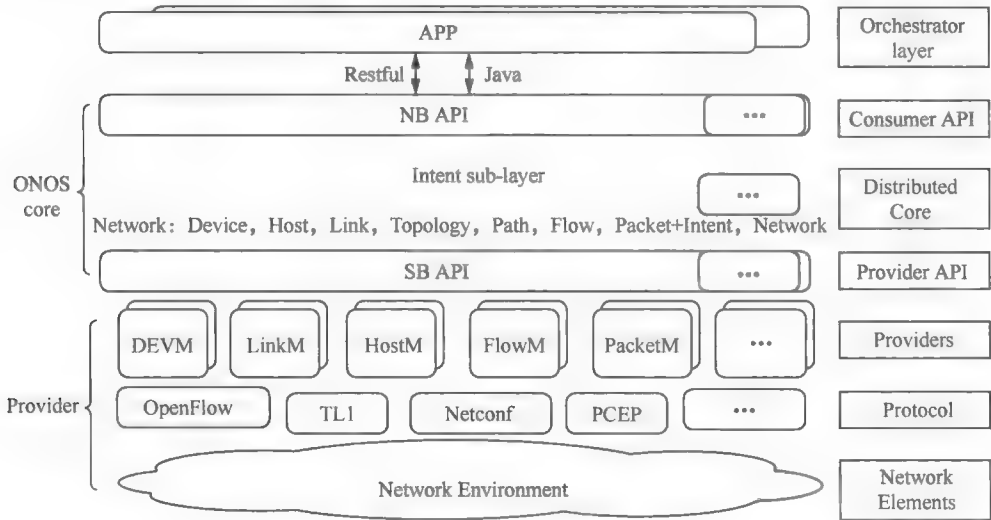 APP
Orchestrator
layer
Restful
Java
NB API
...
Consumer API
ONOS
core
Intent sub-layer
...
Distributed
Core
Network: Device, Host, Link, Topology, Path, Flow, Packet+Intent, Network
SB API
...
Provider API
DEVM
LinkM
HostM
FlowM
PacketM
...
Providers
Provider
OpenFlow
TL1
Netconf
PCEP
...
Protocol
Network Environment
Network
Elements